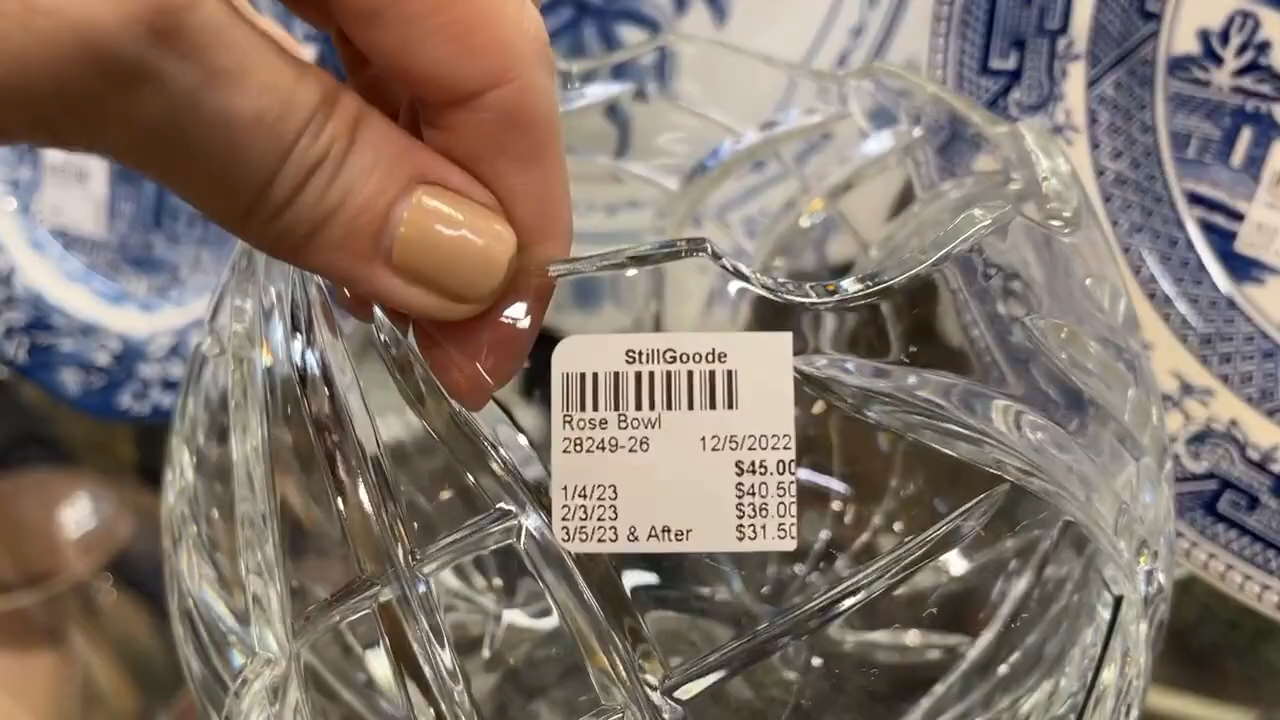 StillGoode
Rose Bowl
28249-26 12/5/2022
$45.00
1/4/23 $40.50
2/3/23 $36.00
3/5/23 & After $31.50